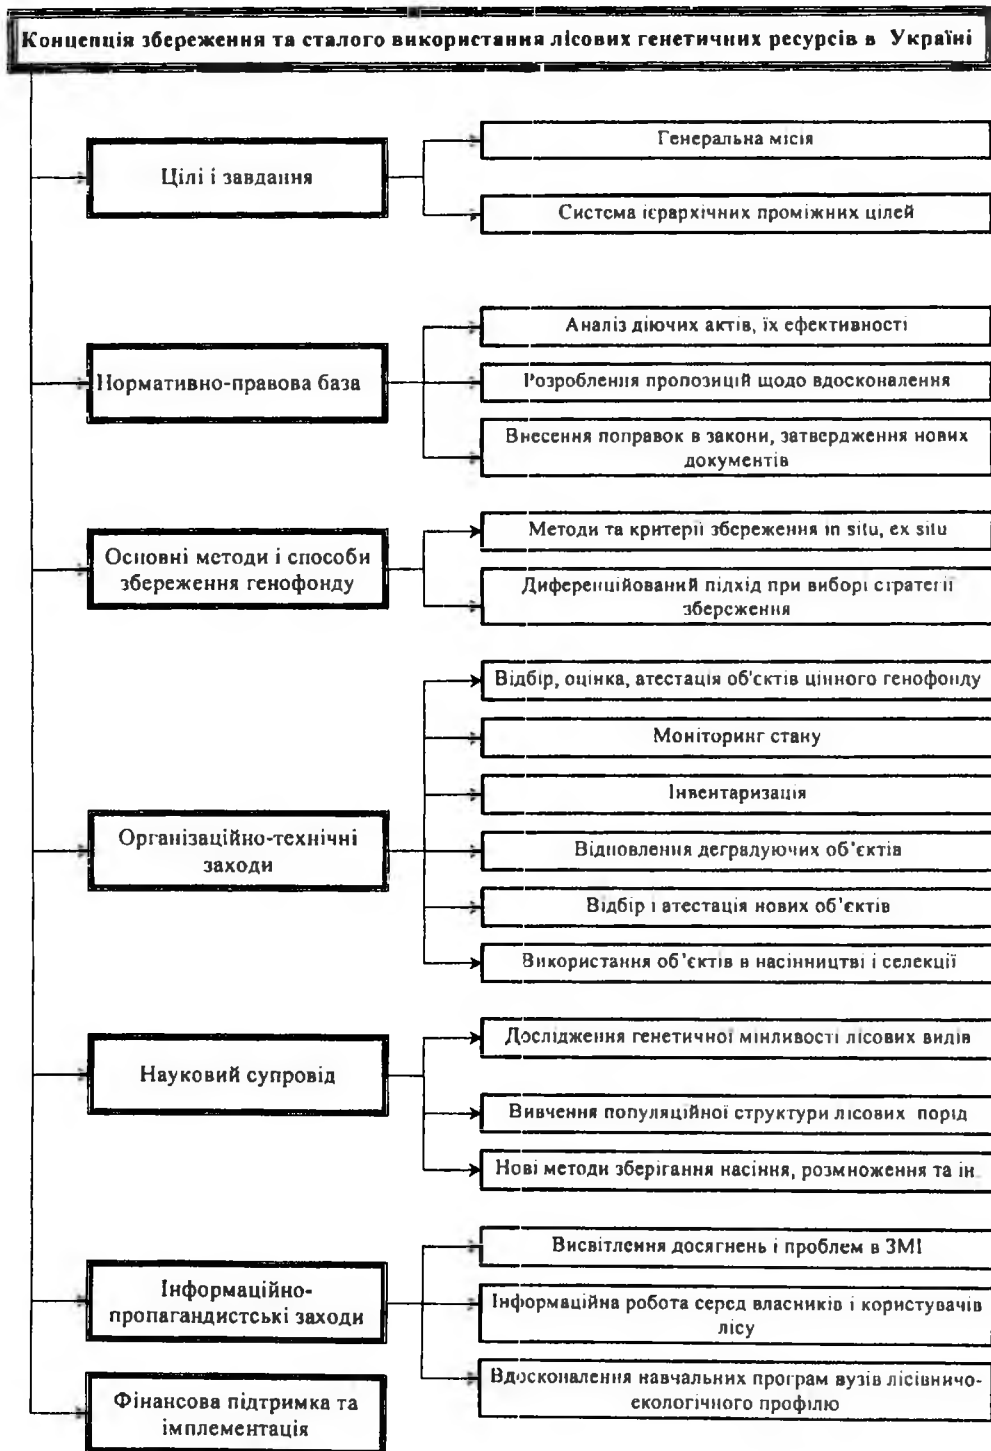 Концепція збереження та сталого використання лісових генетичних ресурсів в Україні
Цілі і завдання
Генеральна місія
Система ієрархічних проміжних цілей
Нормативно-правова база
Аналіз діючих актів, їх ефективності
Розроблення пропозицій щодо вдосконалення
Внесення поправок в закони, затвердження нових
документів
Основні методи і способи
збереження генофонду
Методи та критерії збереження in situ, ex situ
Диференційований підхід при виборі стратегії
збереження
Організаційно-технічні
заходи
Відбір, оцінка, атестація об'єктів цінного генофонду
Моніторинг стану
Інвентаризація
Відновлення деградуючих об'єктів
Відбір і атестація нових об'єктів
Використання об'єктів в насінництві і селекції
Науковий супровід
Дослідження генетичної мінливості лісових видів
Вивчення популяційної структури лісових порід
Нові методи зберігання насіння, розмноження та ін.
Інформаційно-
пропагандистські заходи
Висвітлення досягнень і проблем в ЗМІ
Інформаційна робота серед власників і користувачів
лісу
Вдосконалення навчальних програм вузів лісівничо-
екологічного профілю
Фінансова підтримка та
імплементація